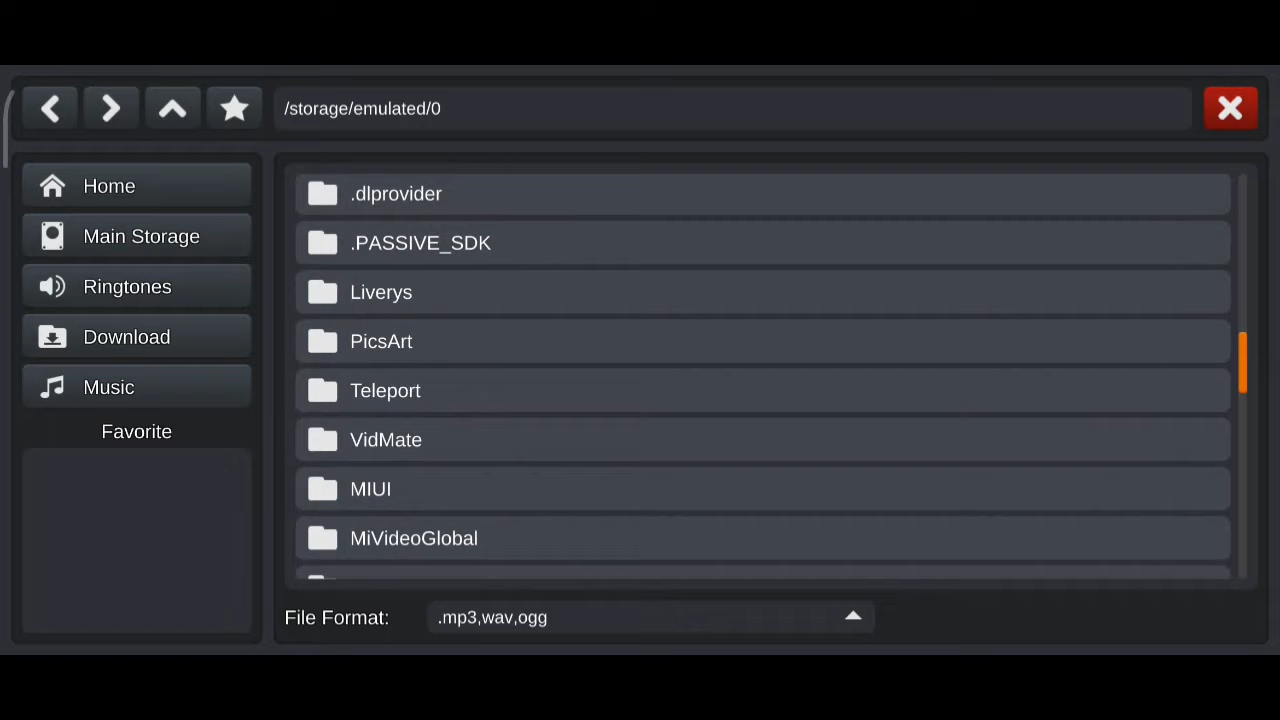 /storage/emulated/0
Home
Main Storage
Ringtones
Download
Music
Favorite
.dlprovider
.PASSIVE_SDK
Liverys
PicsArt
Teleport
VidMate
MIUI
MiVideoGlobal
File Format: .mp3,wav,ogg